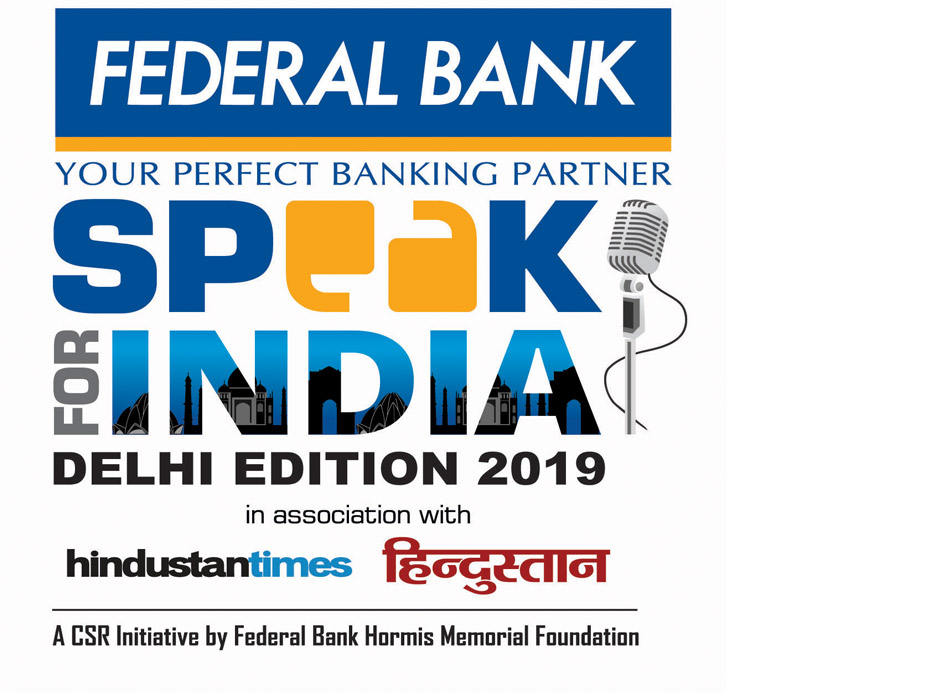 FEDERAL BANK
YOUR PERFECT BANKING PARTNER
SPeaK
FOR
INDIA
DELHI EDITION 2019
in association with
hindustantimes हिन्दुस्तान
A CSR Initiative by Federal Bank Hormis Memorial Foundation